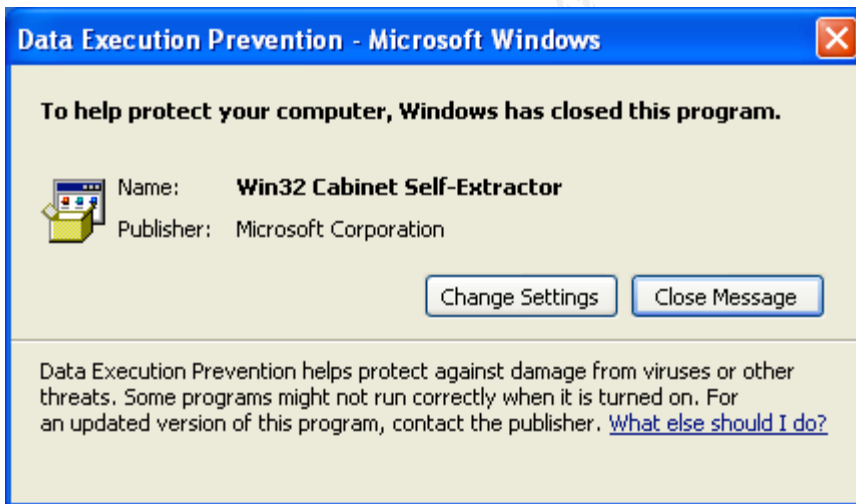 Data Execution Prevention - Microsoft Windows
To help protect your computer, Windows has closed this program.
Name: Win32 Cabinet Self-Extractor
Publisher: Microsoft Corporation
Change Settings Close Message
Data Execution Prevention helps protect against damage from viruses or other
threats. Some programs might not run correctly when it is turned on. For
an updated version of this program, contact the publisher. What else should I do?